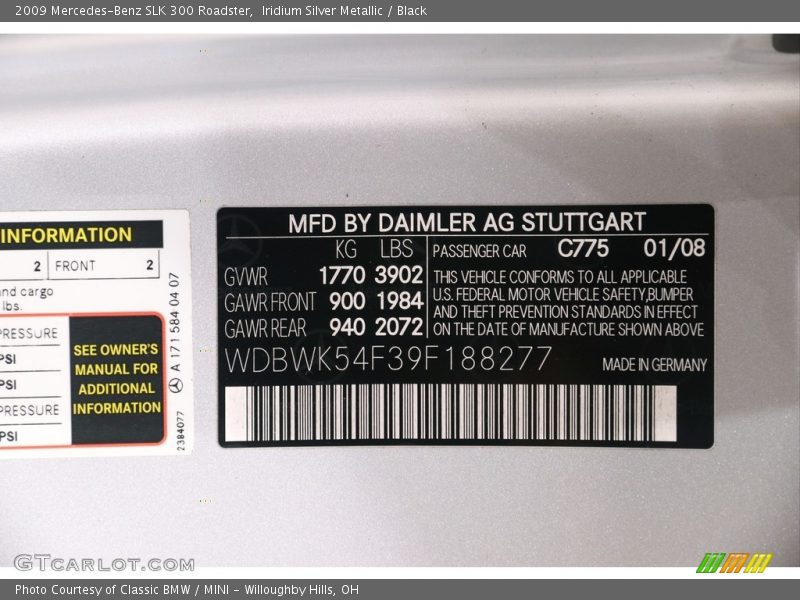 2009 Mercedes-Benz SLK 300 Roadster,  Iridium Silver Metallic / Black
INFORMATION
2 FRONT 2
and cargo
lbs.
PRESSURE
PSI
PSI
PRESSURE
PSI
SEE OWNER'S
MANUAL FOR
ADDITIONAL
INFORMATION
A 171 584 04 07
2384077
MFD BY DAIMLER AG STUTTGART
KG LBS
GVWR 1770 3902
GAWR FRONT 900 1984
GAWR REAR 940 2072
PASSENGER CAR C775 01/08
THIS VEHICLE CONFORMS TO ALL APPLICABLE
U.S. FEDERAL MOTOR VEHICLE SAFETY,BUMPER
AND THEFT PREVENTION STANDARDS IN EFFECT
ON THE DATE OF MANUFACTURE SHOWN ABOVE
WDBWK54F39F188277
MADE IN GERMANY
GTCARLOT.COM
Photo Courtesy of Classic BMW / MINI - Willoughby Hills, OH